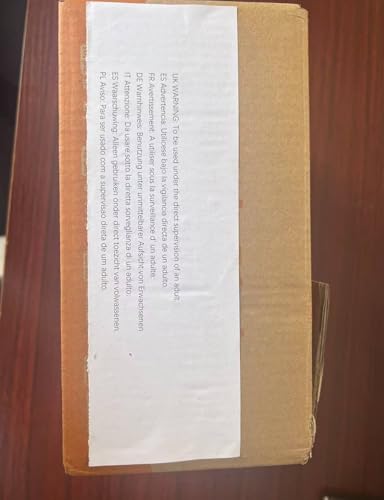 UK WARNING: To be used under the direct supervision of an adult.
ES Advertencia: Utilícese bajo la vigilancia directa de un adulto.
FR Avertissement: A utiliser sous la surveillance d' un adulte.
DE Warnhinweis: Benutzung unter unmittelbarer Aufsicht von Erwachsenen
IT Attenzione: Da usare sotto la diretta sorveglianza di un adulto.
ES Waarschuwing: Alleen gebruiken onder direct toezicht van volwassenen.
PL Aviso: Para ser usado com a supervisao direta de um adulto.